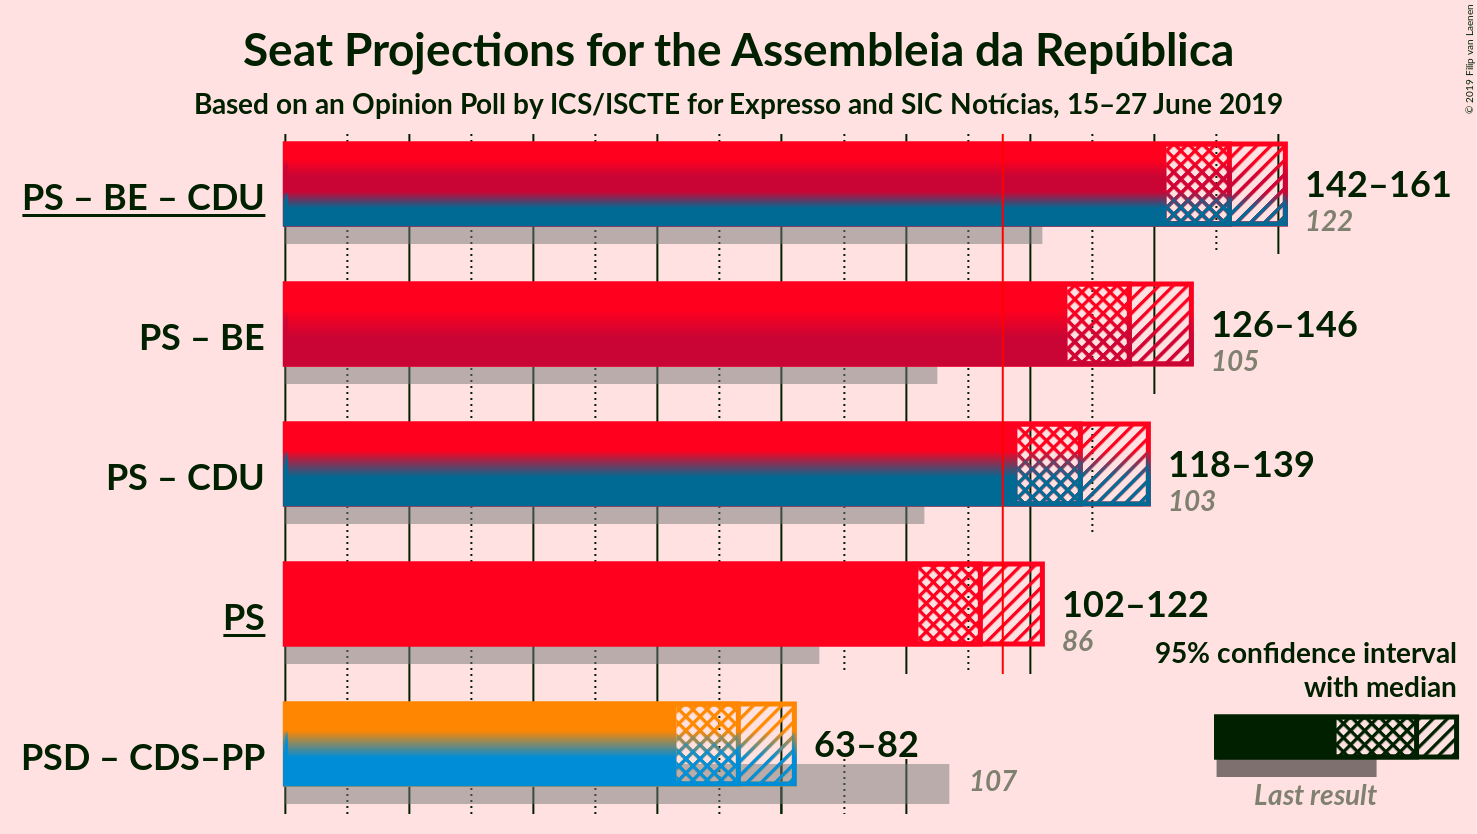 Seat Projections for the Assembleia da República
Based on an Opinion Poll by ICS/ISCTE for Expresso and SIC Notícias, 15–27 June 2019
© 2019 Filip van Laenen
PS – BE – CDU
142–161
122
PS – BE
126–146
105
PS – CDU
118–139
103
PS
102–122
86
PSD – CDS–PP
63–82
107
95% confidence interval
with median
Last result